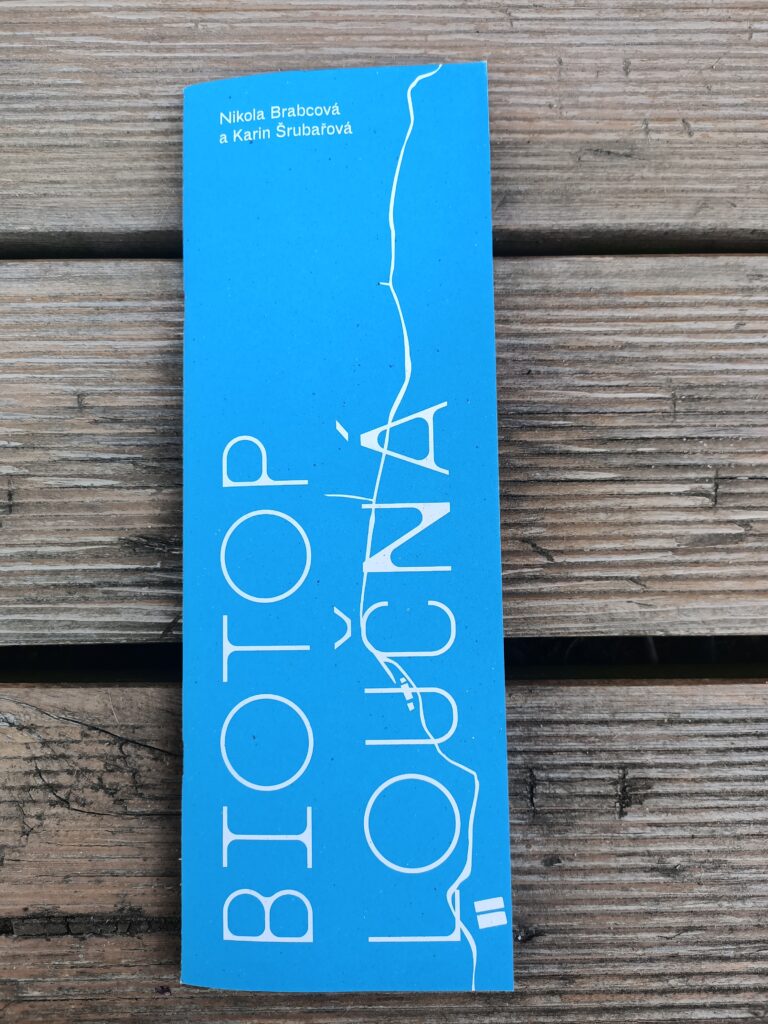 Nikola Brabcová
a Karin Šrubařová
BIOTOP
LOUČNÁ